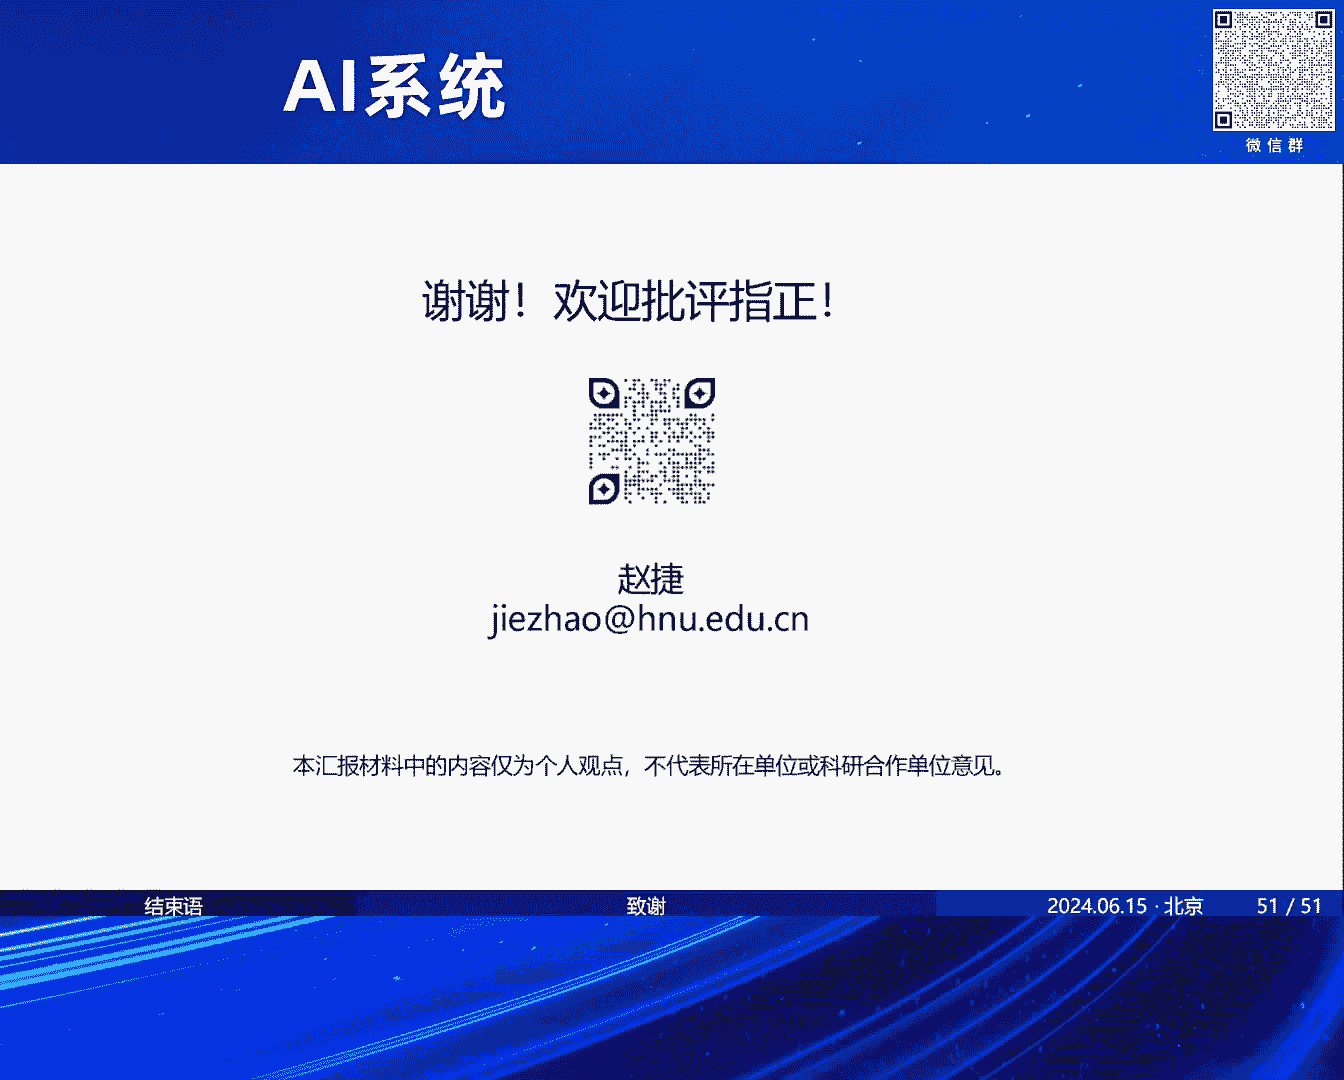 AI系统
微信群
谢谢！欢迎批评指正！
赵捷
jiezhao@hnu.edu.cn
本汇报材料中的内容仅为个人观点，不代表所在单位或科研合作单位意见。
结束语 致谢 2024.06.15 · 北京 51 / 51